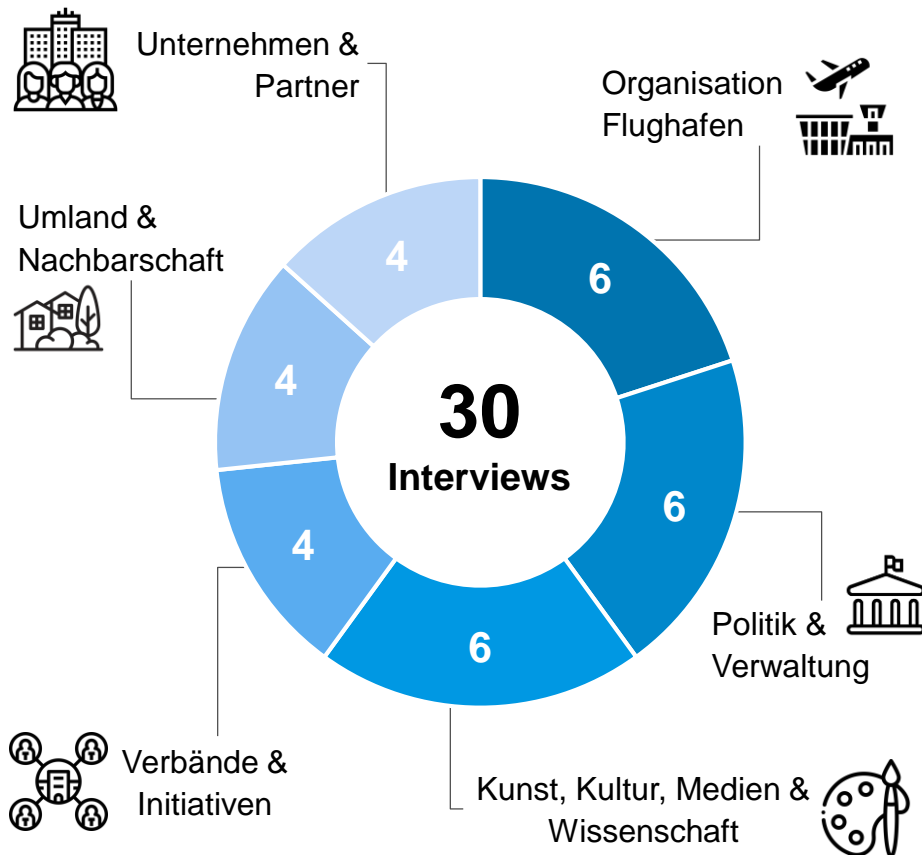 Unternehmen &
Partner
Organisation
Flughafen
Umland &
Nachbarschaft
4
6
4
30
Interviews
6
4
6
Politik &
Verwaltung
Verbände &
Initiativen
Kunst, Kultur, Medien &
Wissenschaft